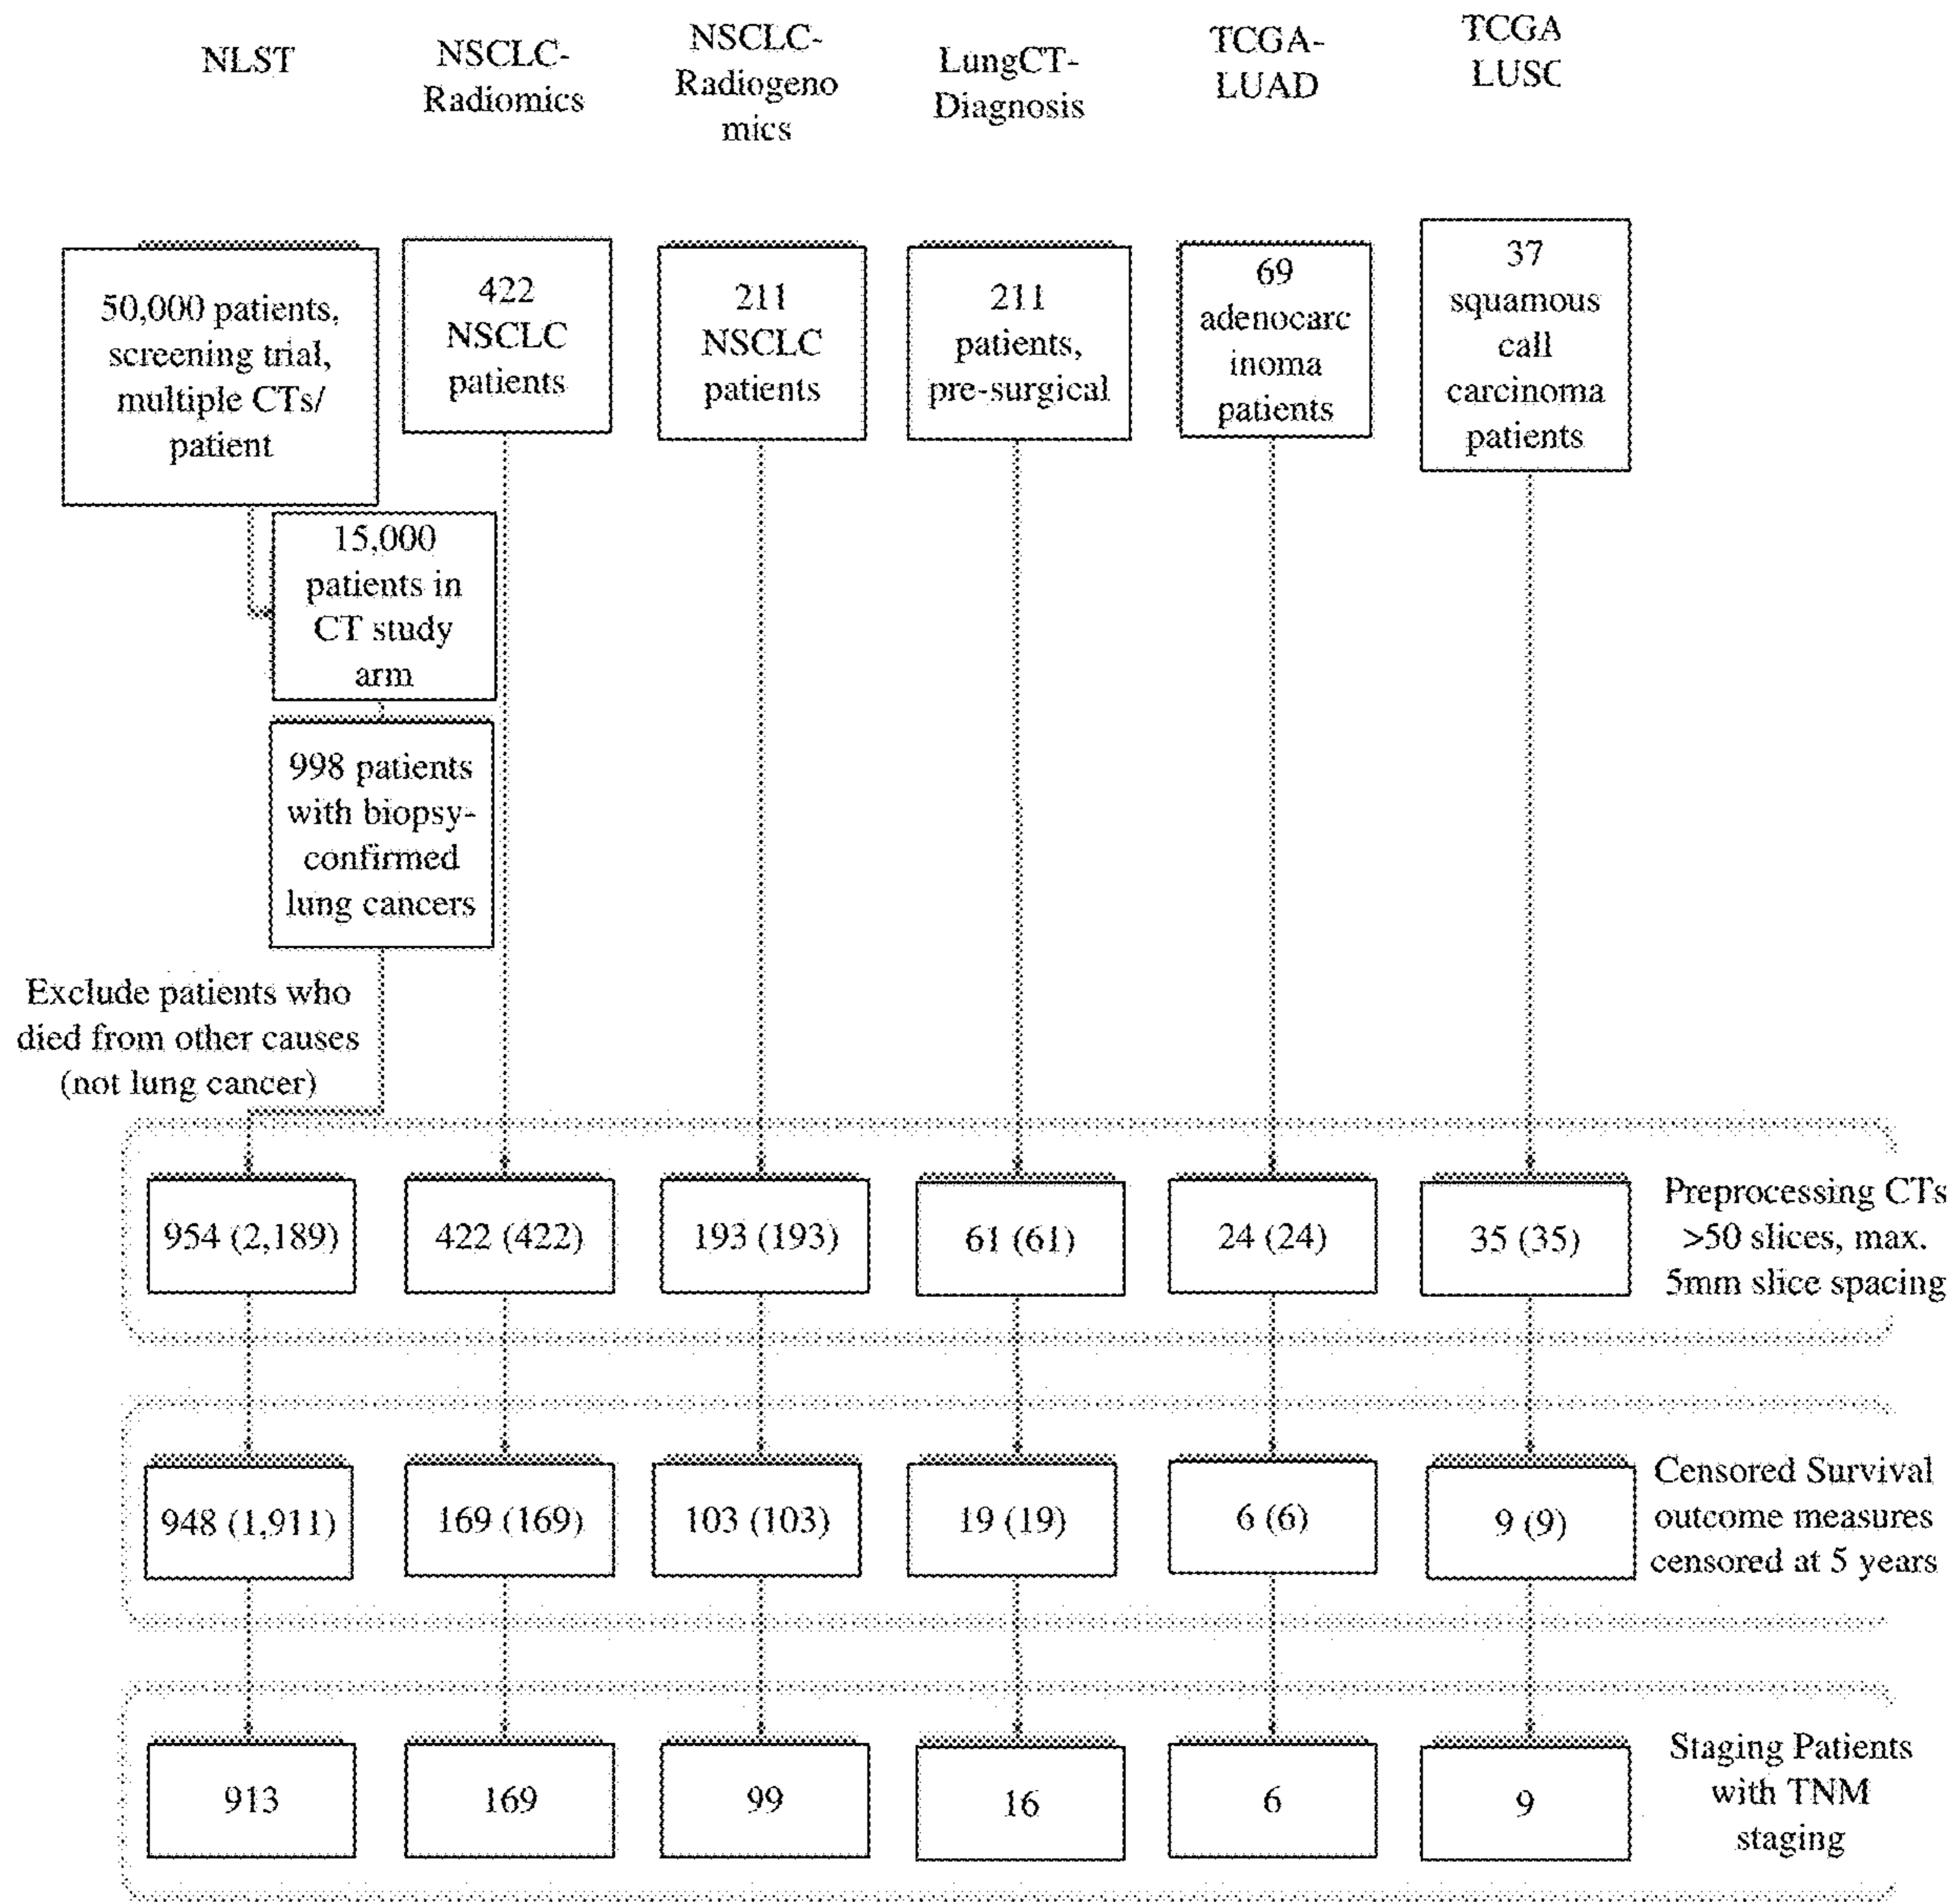 NLST
NSCLC-
Radiomics
NSCLC-
Radiogeno
mics
LungCT-
Diagnosis
TCGA-
LUAD
TCGA
LUSC
50,000 patients,
screening trial,
multiple CTs/
patient
422
NSCLC
patients
211
NSCLC
patients
211
patients,
pre-surgical
69
adenocarc
inoma
patients
37
squamous
call
carcinoma
patients
15,000
patients in
CT study
arm
998 patients
with biopsy-
confirmed
lung cancers
Exclude patients who
died from other causes
(not lung cancer)
954 (2,189)
422 (422)
193 (193)
61 (61)
24 (24)
35 (35)
Preprocessing CTs
>50 slices, max.
5mm slice spacing
948 (1,911)
169 (169)
103 (103)
19 (19)
6 (6)
9 (9)
Censored Survival
outcome measures
censored at 5 years
913
169
99
16
6
9
Staging Patients
with TNM
staging